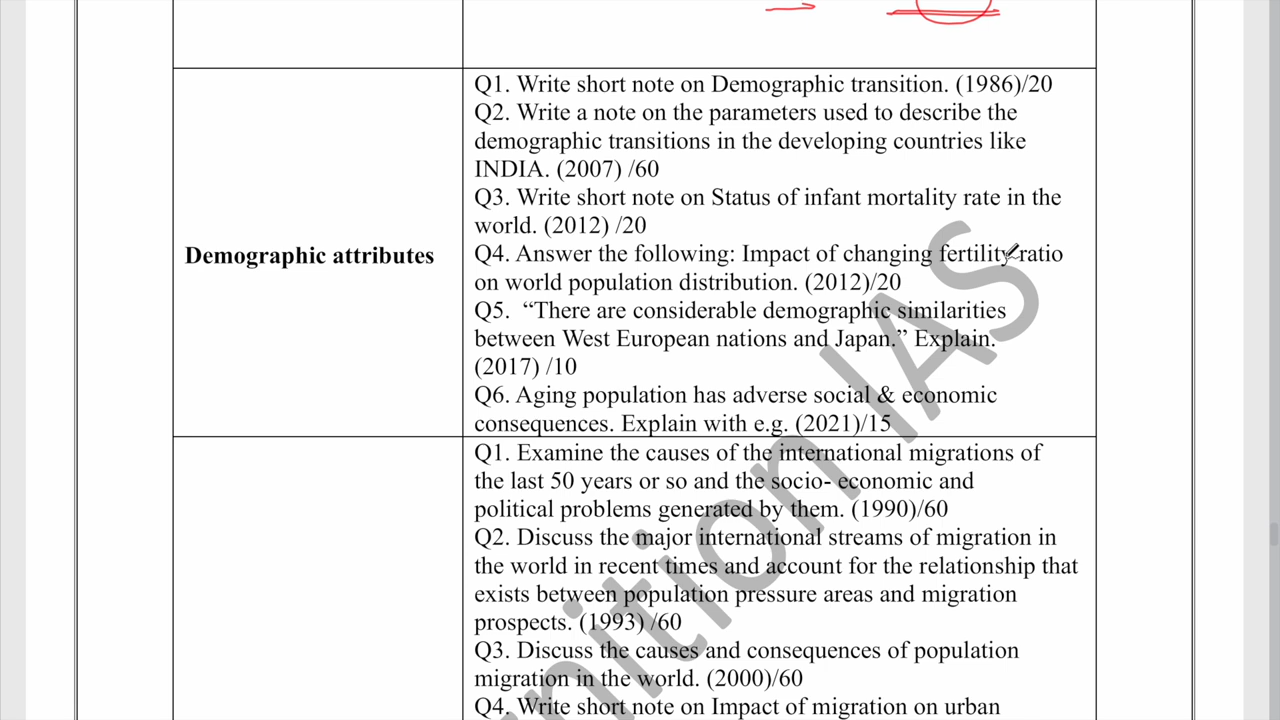 Q1. Write short note on Demographic transition. (1986)/20
Q2. Write a note on the parameters used to describe the
demographic transitions in the developing countries like
INDIA. (2007) /60
Q3. Write short note on Status of infant mortality rate in the
world. (2012) /20
Demographic attributes
Q4. Answer the following: Impact of changing fertility ratio
on world population distribution. (2012)/20
Q5. “There are considerable demographic similarities
between West European nations and Japan.” Explain.
(2017) /10
Q6. Aging population has adverse social & economic
consequences. Explain with e.g. (2021)/15
Q1. Examine the causes of the international migrations of
the last 50 years or so and the socio- economic and
political problems generated by them. (1990)/60
Q2. Discuss the major international streams of migration in
the world in recent times and account for the relationship that
exists between population pressure areas and migration
prospects. (1993) /60
Q3. Discuss the causes and consequences of population
migration in the world. (2000)/60
Q4. Write short note on Impact of migration on urban
nition IAS